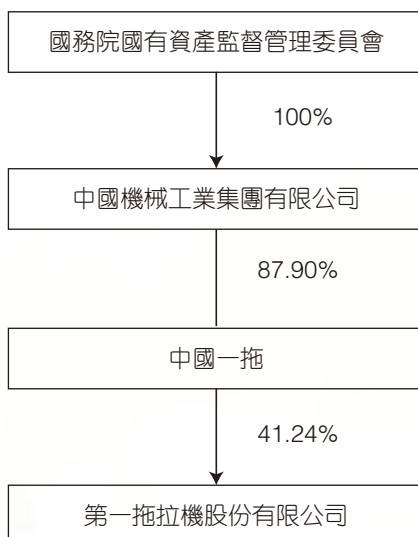 國務院國有資產監督管理委員會
100%
中國機械工業集團有限公司
87.90%
中國一拖
41.24%
第一拖拉機股份有限公司